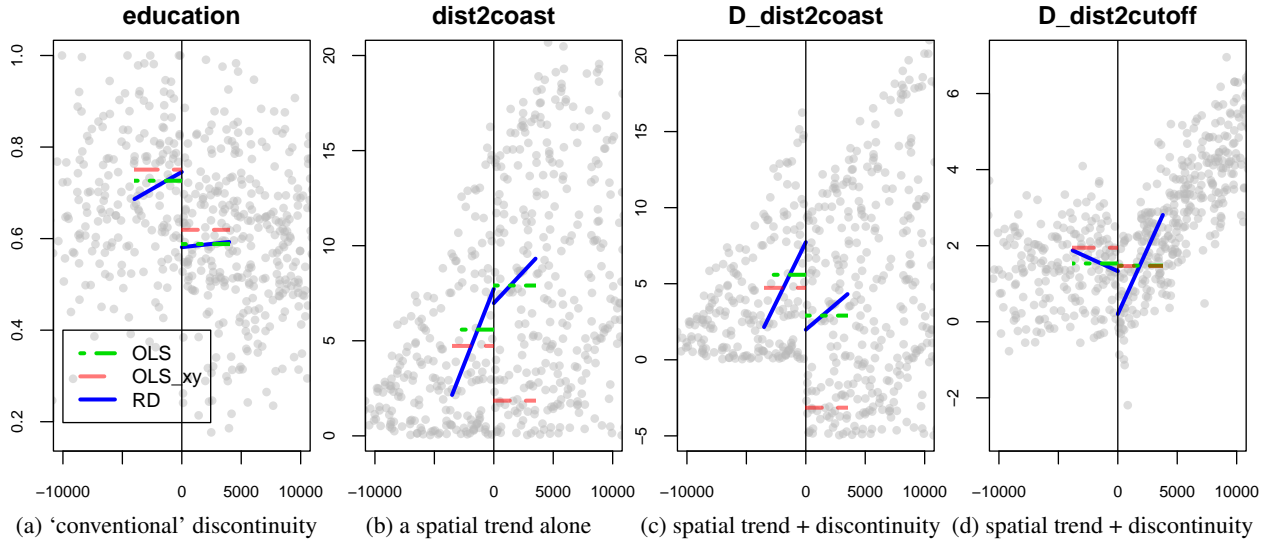 education dist2coast D_dist2coast D_dist2cutoff
1.0
0.8
0.6
0.4
0.2
OLS
OLS_xy
RD
−10000 0 5000 10000
20
15
10
5
0
−10000 0 5000 10000
20
15
10
5
0
−5
−10000 0 5000 10000
6
4
2
0
−2
−10000 0 5000 10000
(a) ‘conventional’ discontinuity (b) a spatial trend alone (c) spatial trend + discontinuity (d) spatial trend + discontinuity